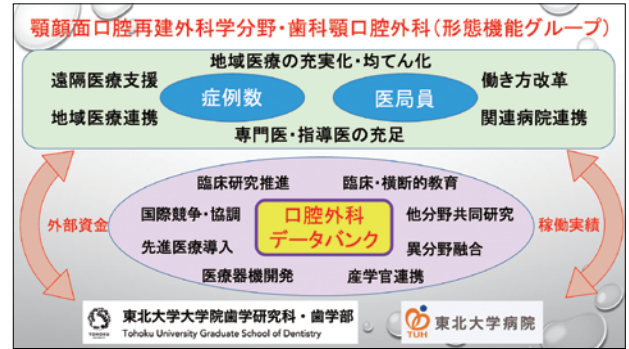 顎顔面口腔再建外科学分野・歯科顎口腔外科(形態機能グループ)
地域医療の充実化・均てん化
遠隔医療支援
働き方改革
症例数
医局員
地域医療連携
関連病院連携
専門医・指導医の充足
臨床研究推進
臨床・横断的教育
国際競争・協調
口腔外科
データバンク
他分野共同研究
外部資金
稼働実績
先進医療導入
異分野融合
医療器機開発
産学官連携
TOHOKU
東北大学大学院歯学研究科・歯学部
Tohoku University Graduate School of Dentistry
TUH
東北大学病院